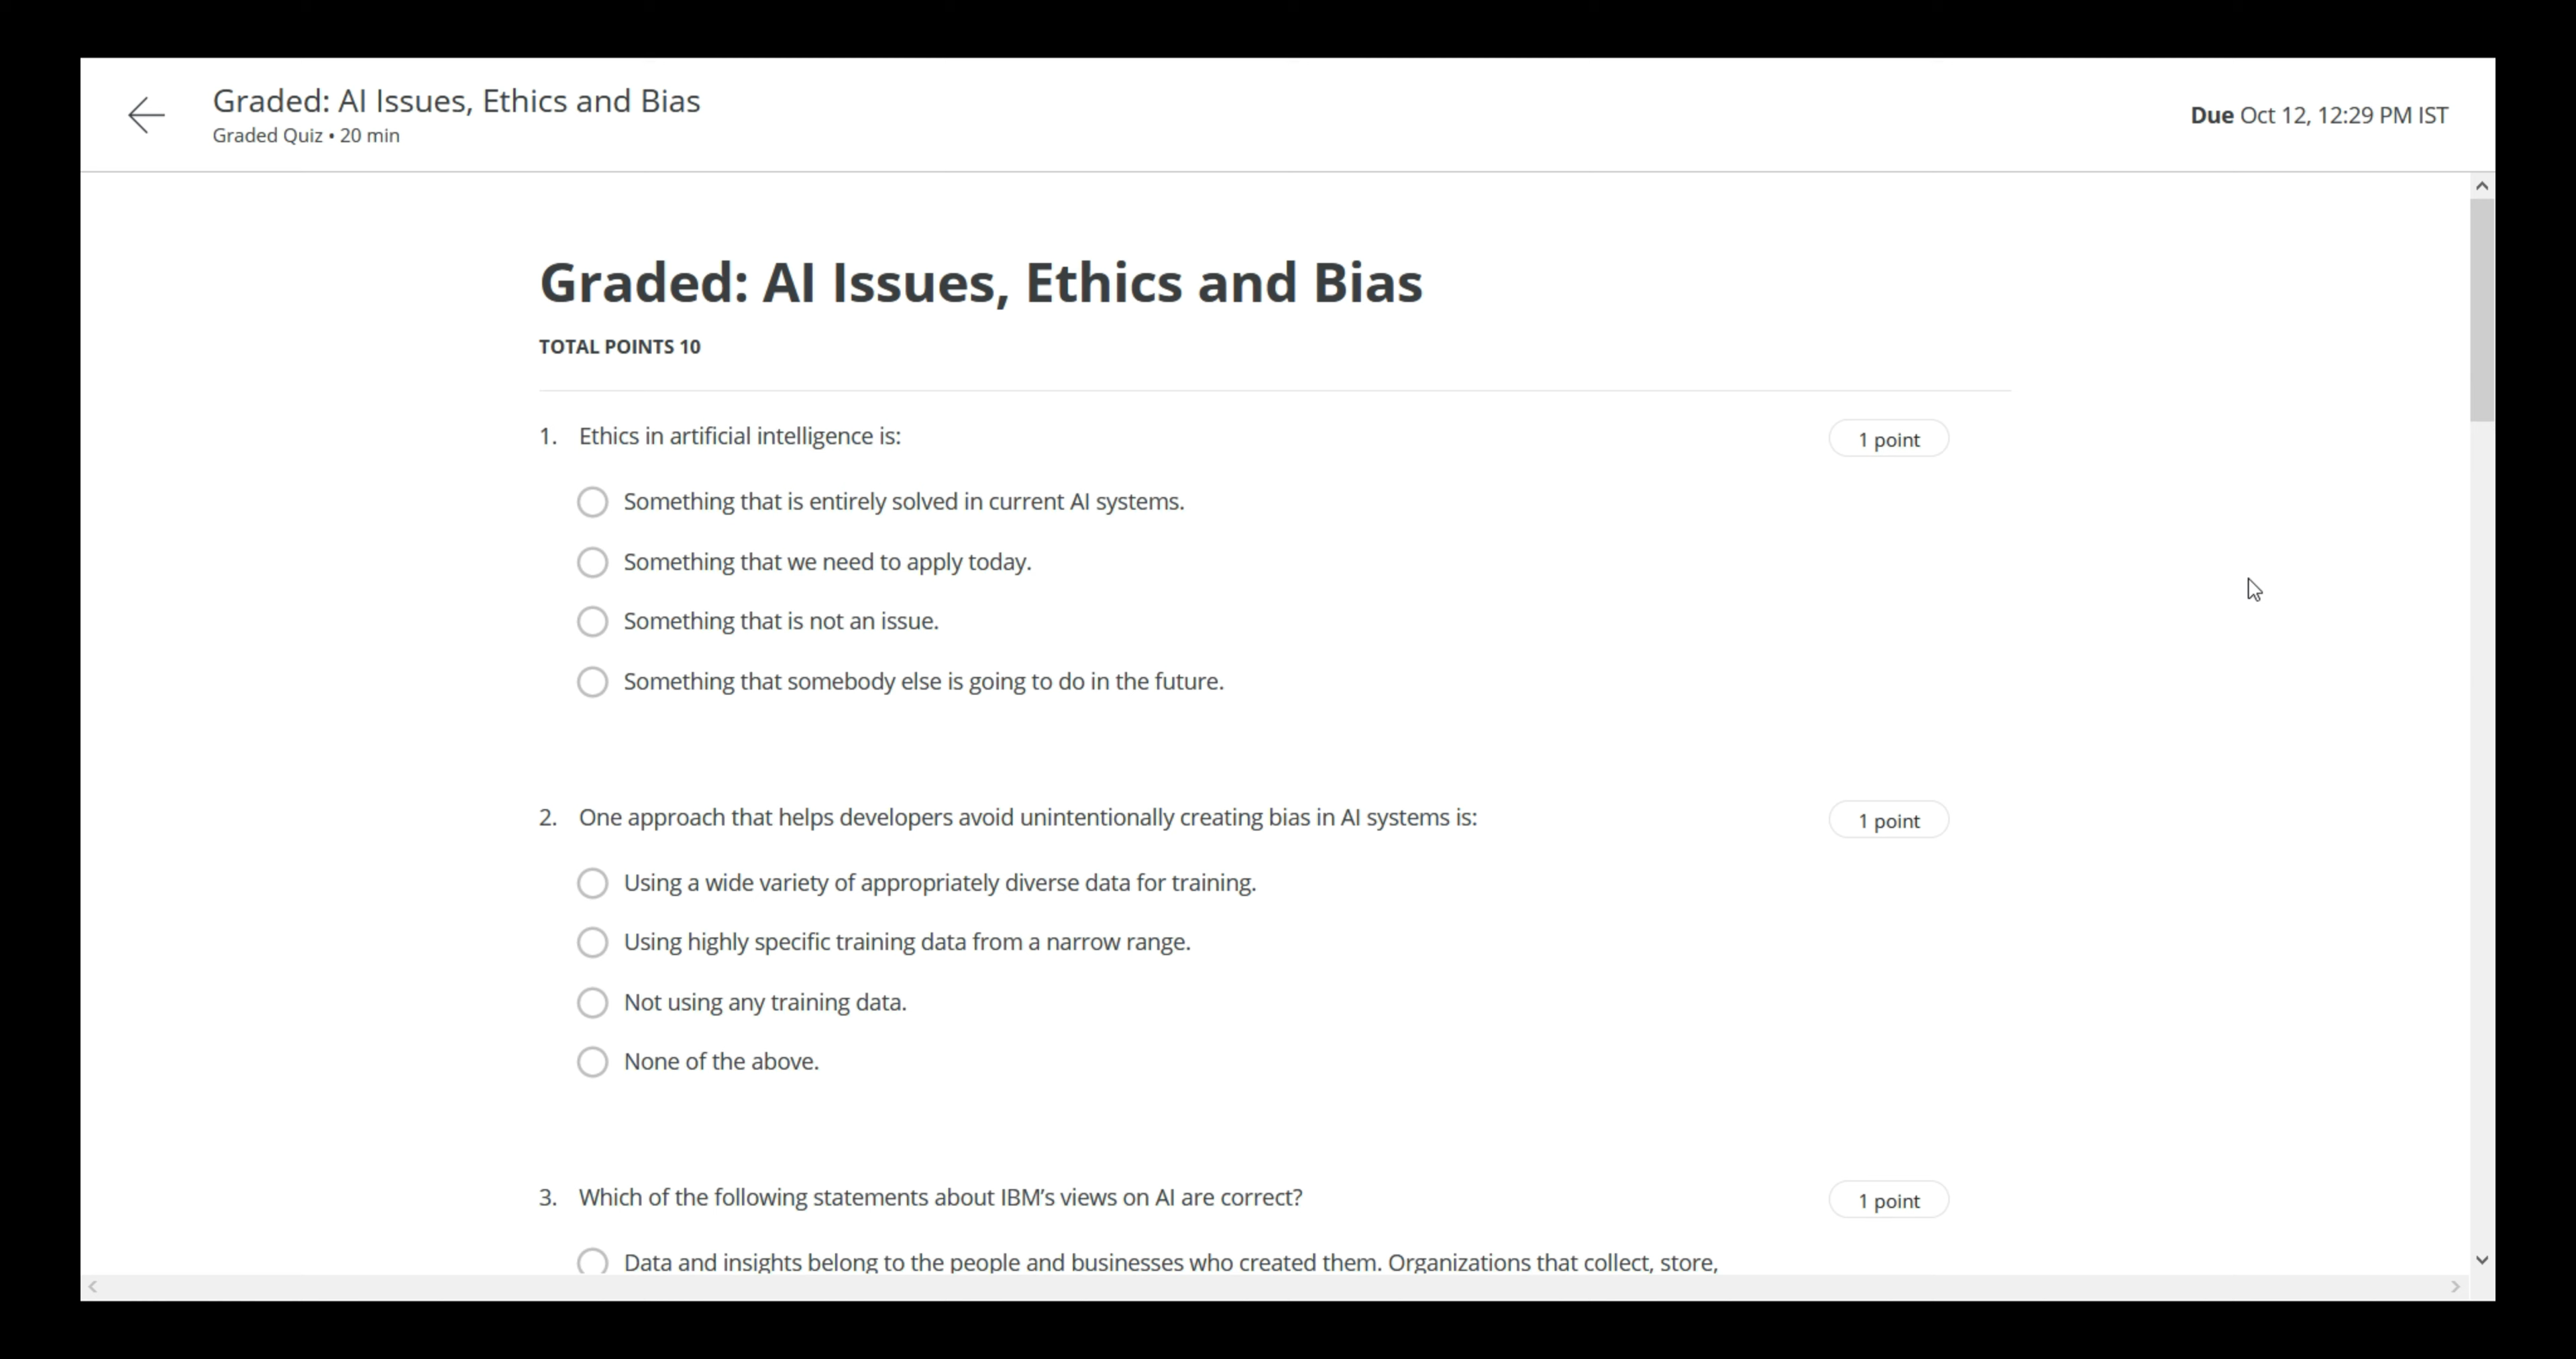 Graded: AI Issues, Ethics and Bias
Graded Quiz • 20 min
Due Oct 12, 12:29 PM IST
Graded: AI Issues, Ethics and Bias
TOTAL POINTS 10
1. Ethics in artificial intelligence is:
1 point
Something that is entirely solved in current AI systems.
Something that we need to apply today.
Something that is not an issue.
Something that somebody else is going to do in the future.
2. One approach that helps developers avoid unintentionally creating bias in AI systems is:
1 point
Using a wide variety of appropriately diverse data for training.
Using highly specific training data from a narrow range.
Not using any training data.
None of the above.
3. Which of the following statements about IBM’s views on AI are correct?
1 point
Data and insights belong to the people and businesses who created them. Organizations that collect, store,